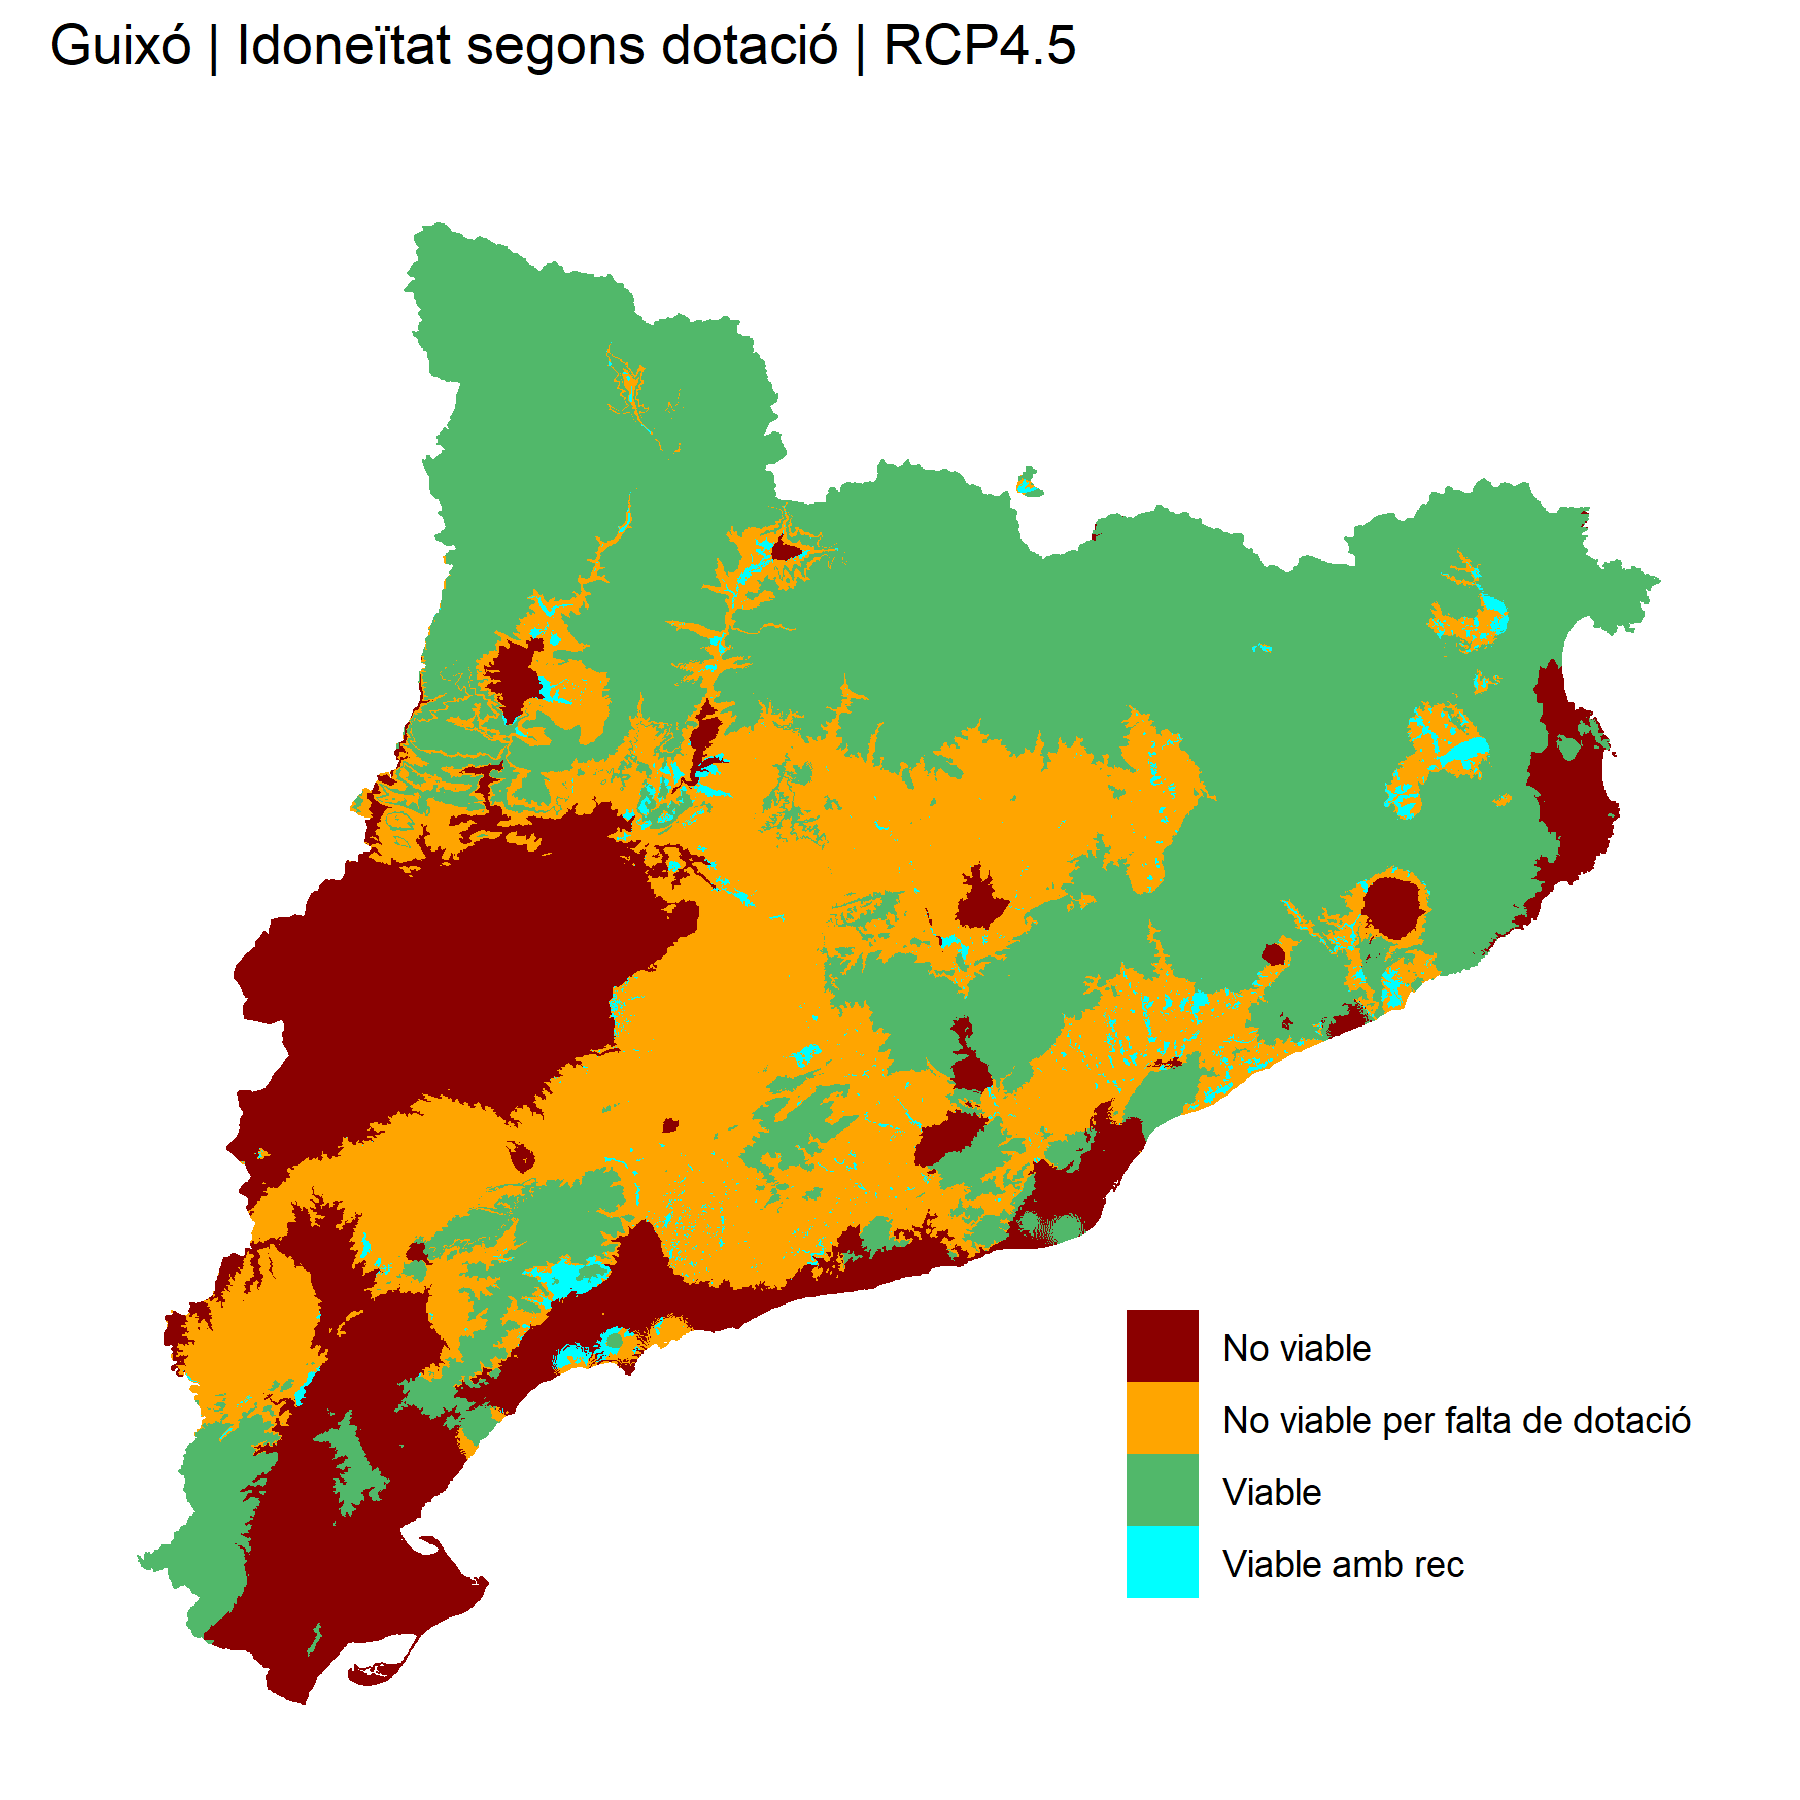 Guixó | Idoneïtat segons dotació | RCP4.5
No viable
No viable per falta de dotació
Viable
Viable amb rec